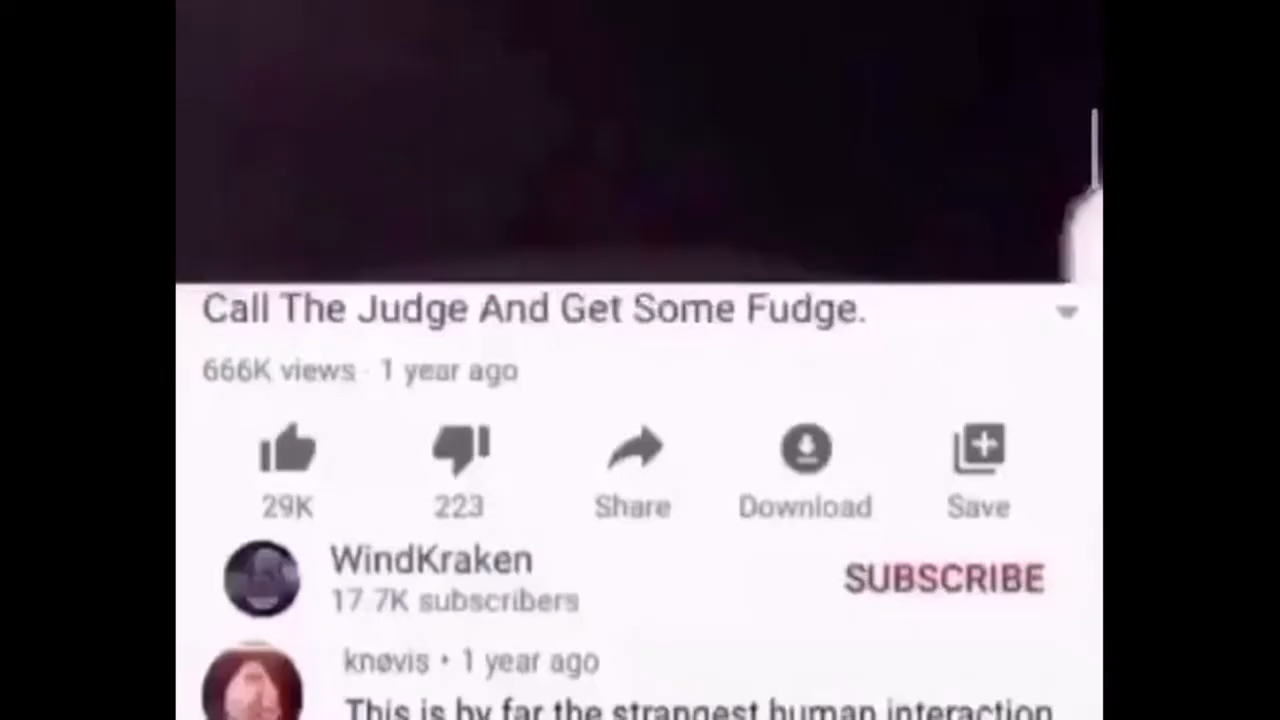 Call The Judge And Get Some Fudge.
666K views · 1 year ago
29K 223 Share Download Save
WindKraken
SUBSCRIBE
17.7K subscribers
knøvis • 1 year ago
This is by far the strangest human interaction